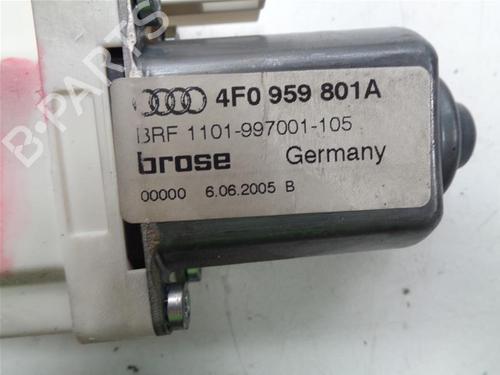 4F0 959 801A
BRF 1101-997001-105
brose Germany
00000 6.06.2005 B
B-PARTS